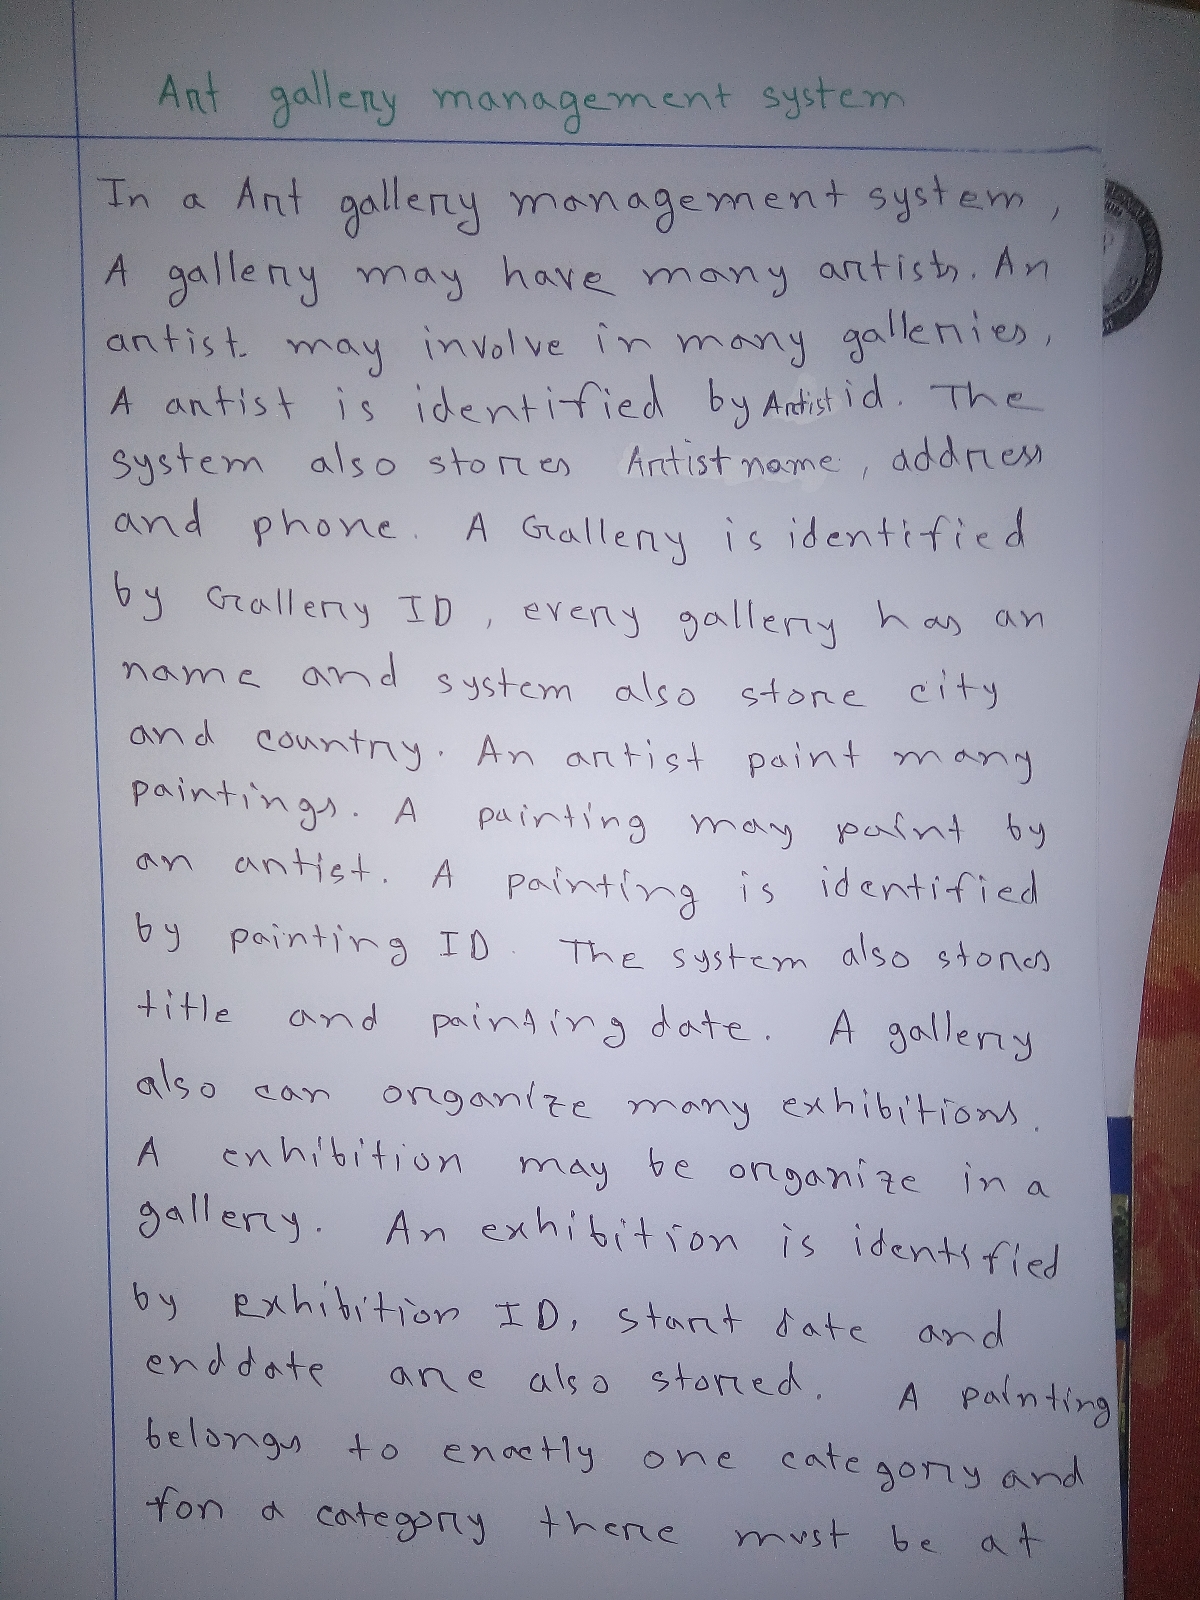 Art gallery management system
In a Art gallery management system,
A gallery may have many artists. An
artist may involve in many galleries,
A artist is identified by Artist id. The
system also stores Artist name, address
and phone. A Gallery is identified
by Gallery ID, every gallery has an
name and system also store city
and country. An artist paint many
paintings. A painting may paint by
an artist. A painting is identified
by painting ID. The system also stores
title and painting date. A gallery
also can organize many exhibitions.
A exhibition may be organize in a
gallery. An exhibition is identified
by Exhibition ID, start date and
enddate are also stored. A painting
belongs to exactly one category and
for a category there must be at